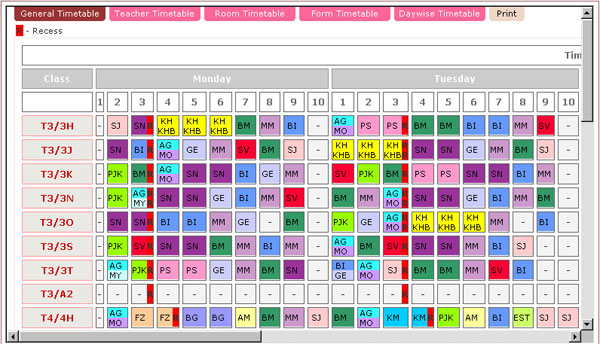 General Timetable Teacher Timetable Room Timetable Form Timetable Daywise Timetable Print
R - Recess
Tim
Class Monday Tuesday
1 2 3 4 5 6 7 8 9 10 1 2 3 4 5 6 7 8 9 10
T3/3H - SJ SN R KH KHB KH KHB KH KHB BM MM BI - AG MO PS PS R BM BM BI BI BM SV -
T3/3J - SN BI R AG MO GE MM SV BM SJ - KH KHB KH KHB KH KHB R SN SN GE BI MM BM -
T3/3K - PJK BM R AG MO SN SN BI GE MM - SV PJK BM R PS PS SN SN BI MM -
T3/3N - PJK AG MY R SN SN GE BI MM SV - BM MM AG MO R SN SN GE BI MM BM -
T3/3O - SN SN R BI BI MM GE - BM - PJK GE AG MO R KH KHB KH KHB KH KHB MM - BI -
T3/3S - PJK SV R SN SN BM MM BI MM - AG MO BM SV R SN SN MM BI SJ - -
T3/3T - AG MY PJK R PS PS MM BM BM SN - BI GE AG MO SJ R BM MM BM MM SV BI -
T3/A2 - - - R - - - - - - - - - - R - - - - - - -
T4/4H - AG MO FZ FZ R BG BG AM BM MM SJ BM AG MO KM KM R PJK AM BI EST SJ SJ